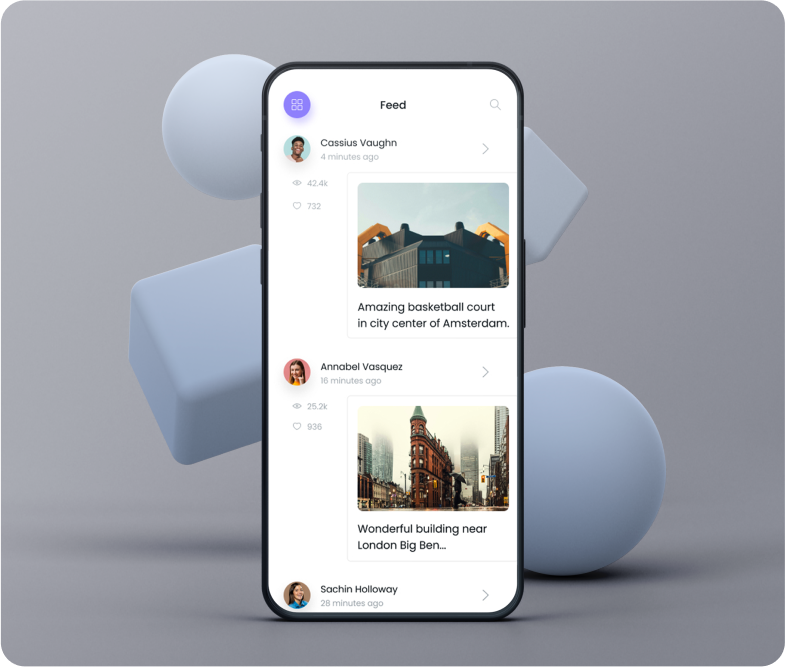 Feed
Cassius Vaughn
4 minutes ago
42.4k
732
Amazing basketball court
in city center of Amsterdam.
Annabel Vasquez
16 minutes ago
25.2k
936
Wonderful building near
London Big Ben...
Sachin Holloway
28 minutes ago